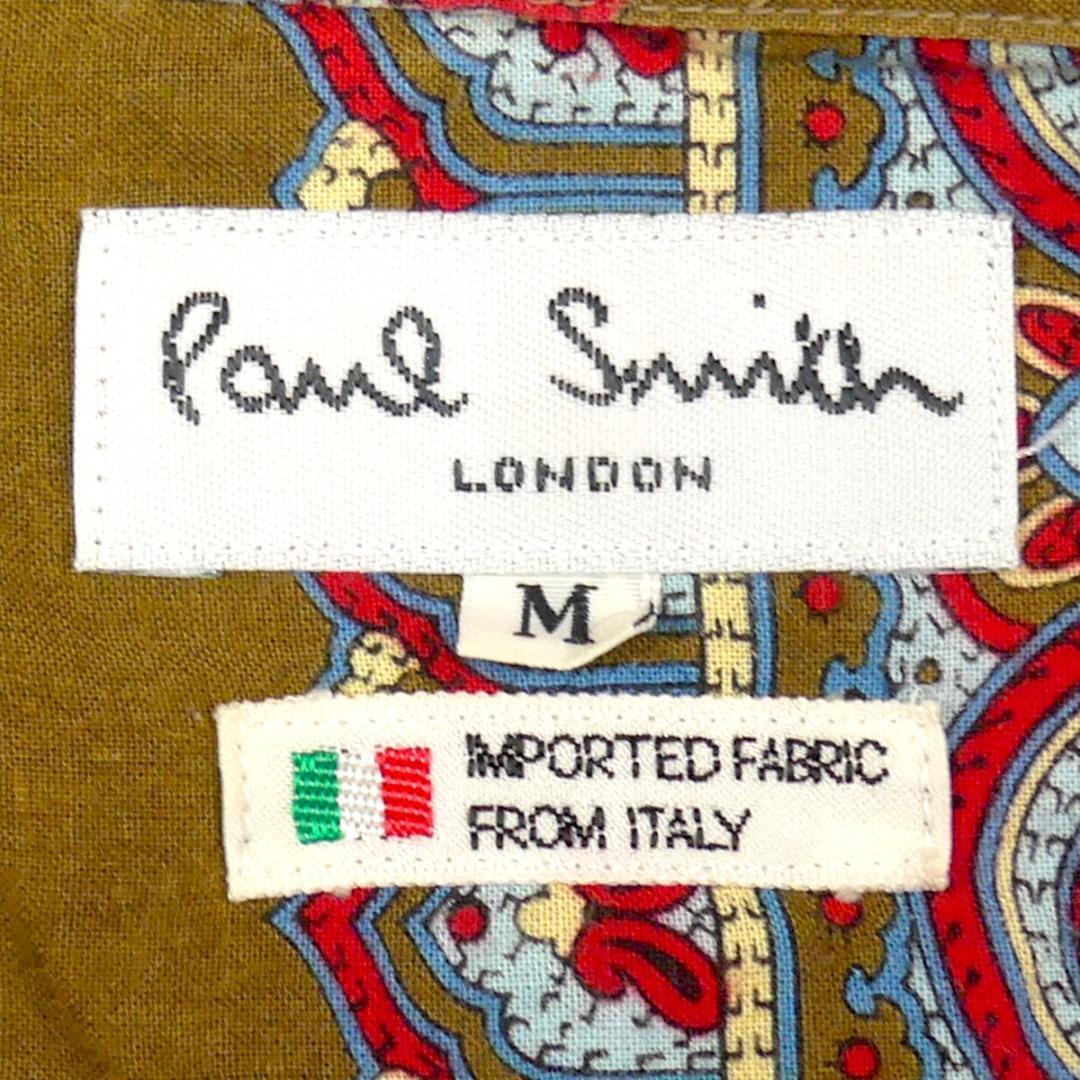 Paul Smith
LONDON
M
IMPORTED FABRIC
FROM ITALY